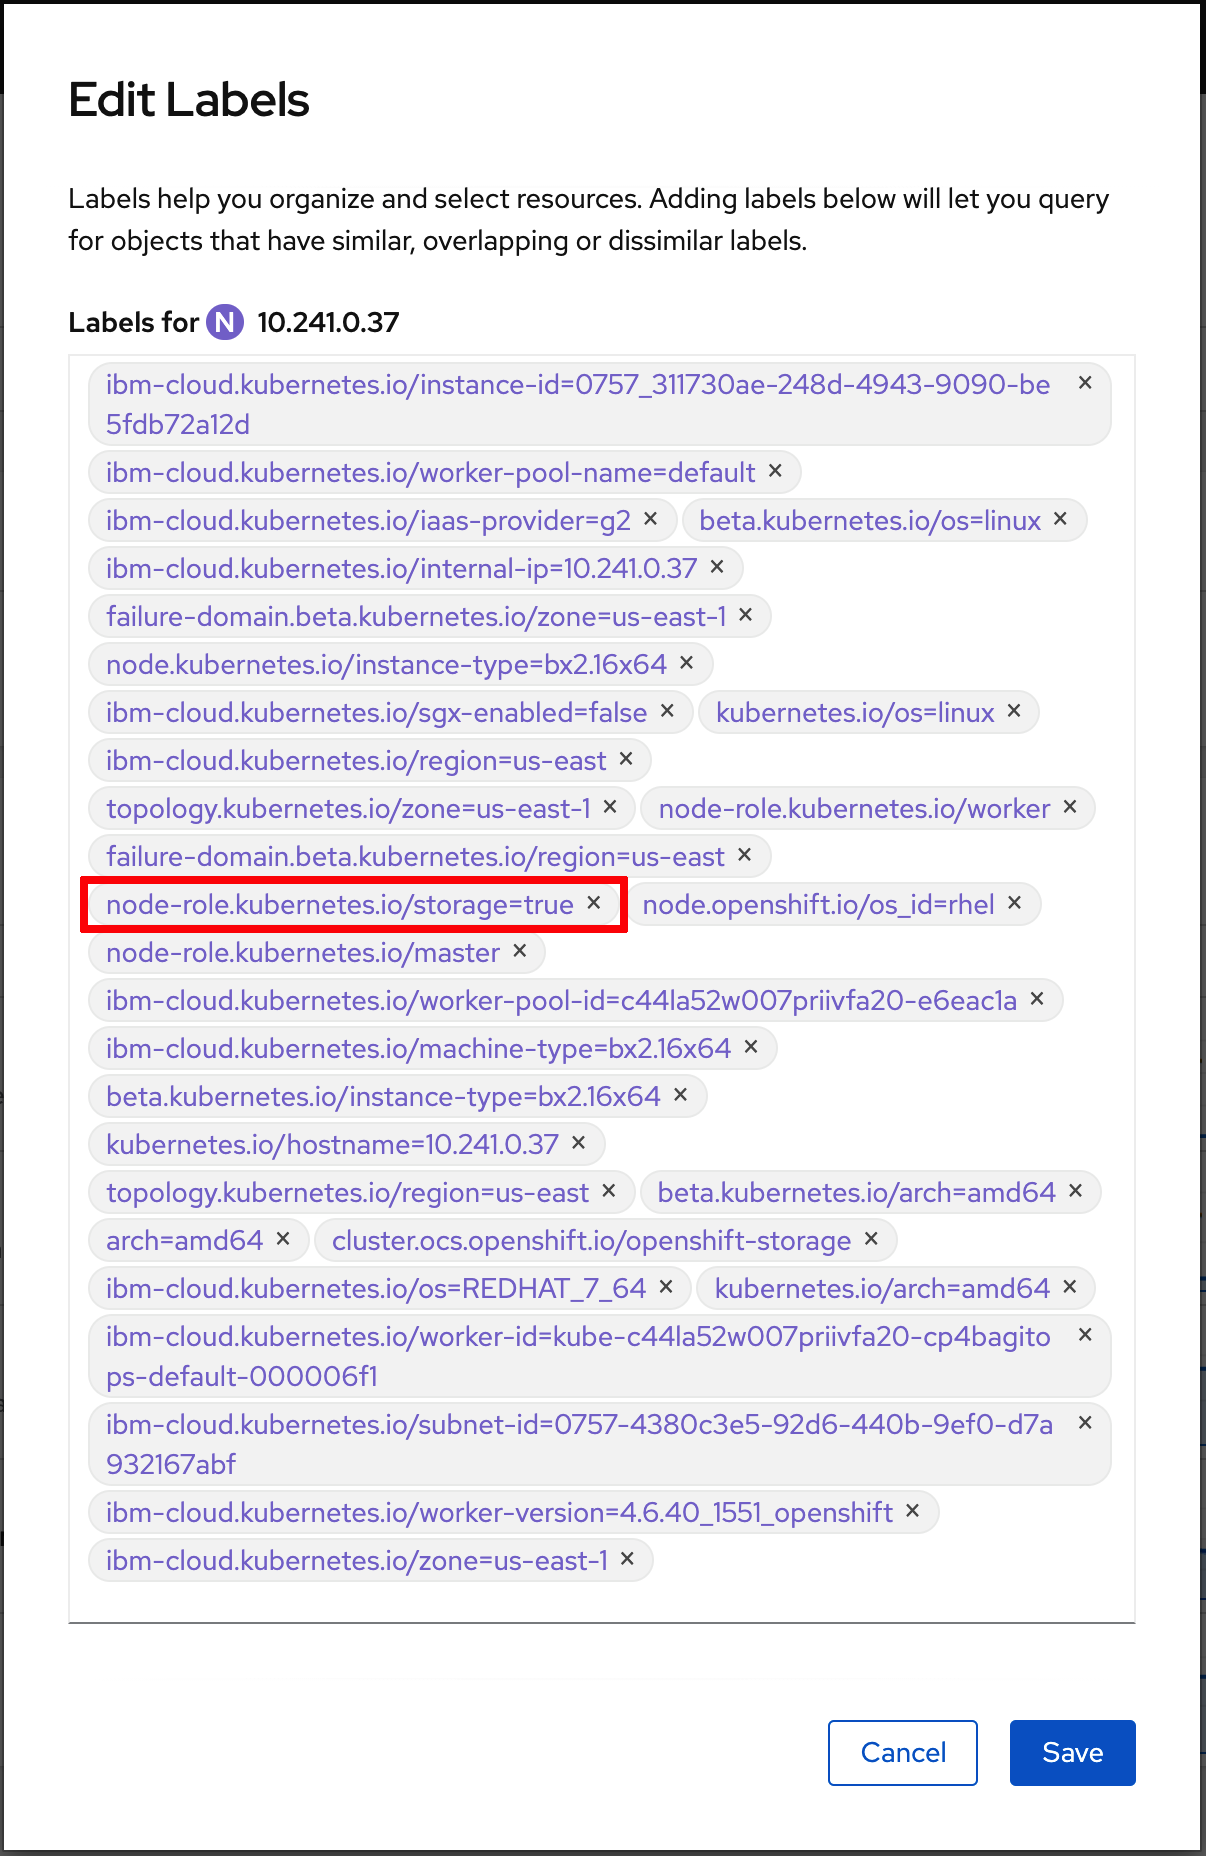 Edit Labels
Labels help you organize and select resources. Adding labels below will let you query
for objects that have similar, overlapping or dissimilar labels.
Labels for N 10.241.0.37
ibm-cloud.kubernetes.io/instance-id=0757_311730ae-248d-4943-9090-be ×
5fdb72a12d
ibm-cloud.kubernetes.io/worker-pool-name=default ×
ibm-cloud.kubernetes.io/iaas-provider=g2 × beta.kubernetes.io/os=linux ×
ibm-cloud.kubernetes.io/internal-ip=10.241.0.37 ×
failure-domain.beta.kubernetes.io/zone=us-east-1 ×
node.kubernetes.io/instance-type=bx2.16x64 ×
ibm-cloud.kubernetes.io/sgx-enabled=false × kubernetes.io/os=linux ×
ibm-cloud.kubernetes.io/region=us-east ×
topology.kubernetes.io/zone=us-east-1 × node-role.kubernetes.io/worker ×
failure-domain.beta.kubernetes.io/region=us-east ×
node-role.kubernetes.io/storage=true × node.openshift.io/os_id=rhel ×
node-role.kubernetes.io/master ×
ibm-cloud.kubernetes.io/worker-pool-id=c44la52w007priivfa20-e6eac1a ×
ibm-cloud.kubernetes.io/machine-type=bx2.16x64 ×
beta.kubernetes.io/instance-type=bx2.16x64 ×
kubernetes.io/hostname=10.241.0.37 ×
topology.kubernetes.io/region=us-east × beta.kubernetes.io/arch=amd64 ×
arch=amd64 × cluster.ocs.openshift.io/openshift-storage ×
ibm-cloud.kubernetes.io/os=REDHAT_7_64 × kubernetes.io/arch=amd64 ×
ibm-cloud.kubernetes.io/worker-id=kube-c44la52w007priivfa20-cp4bagito ×
ps-default-000006f1
ibm-cloud.kubernetes.io/subnet-id=0757-4380c3e5-92d6-440b-9ef0-d7a ×
932167abf
ibm-cloud.kubernetes.io/worker-version=4.6.40_1551_openshift ×
ibm-cloud.kubernetes.io/zone=us-east-1 ×
Cancel Save